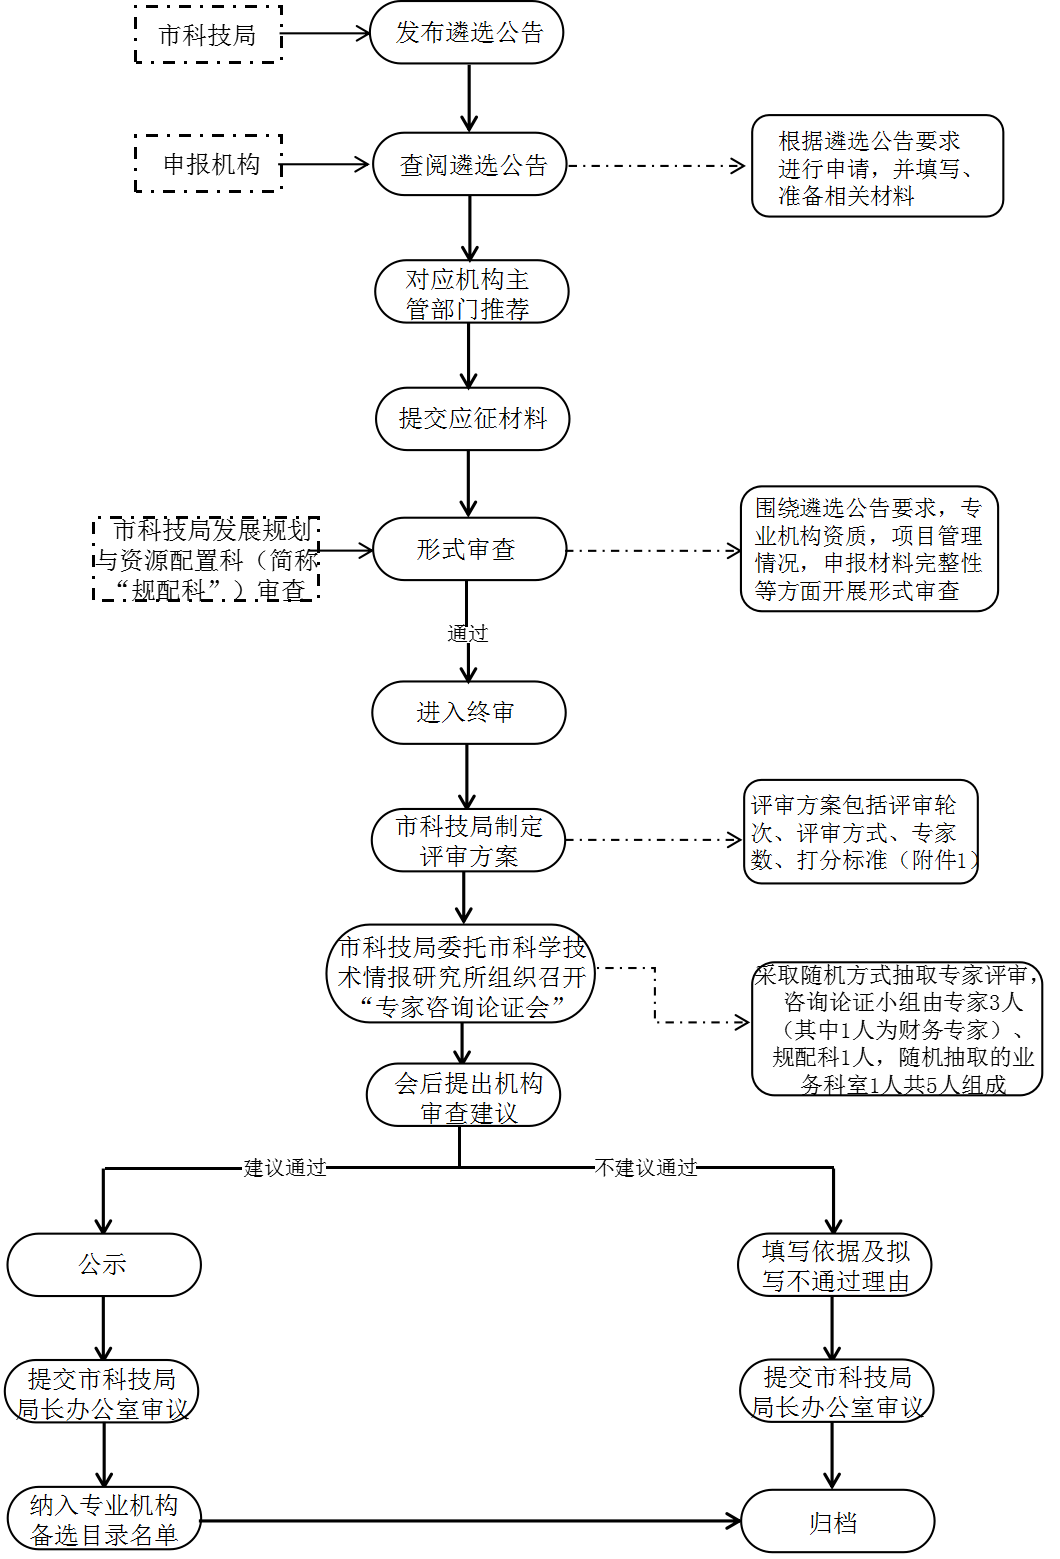 市科技局
发布遴选公告
申报机构
查阅遴选公告
根据遴选公告要求
进行申请，并填写、
准备相关材料
对应机构主
管部门推荐
提交应征材料
市科技局发展规划
与资源配置科（简称
“规配科”）审查
形式审查
围绕遴选公告要求，专
业机构资质，项目管理
情况，申报材料完整性
等方面开展形式审查
通过
进入终审
市科技局制定
评审方案
评审方案包括评审轮
次、评审方式、专家
数、打分标准（附件1）
市科技局委托市科学技
术情报研究所组织召开
“专家咨询论证会”
采取随机方式抽取专家评审，
咨询论证小组由专家3人
（其中1人为财务专家）、
规配科1人，随机抽取的业
务科室1人共5人组成
会后提出机构
审查建议
建议通过
不建议通过
公示
填写依据及拟
写不通过理由
提交市科技局
局长办公室审议
提交市科技局
局长办公室审议
纳入专业机构
备选目录名单
归档